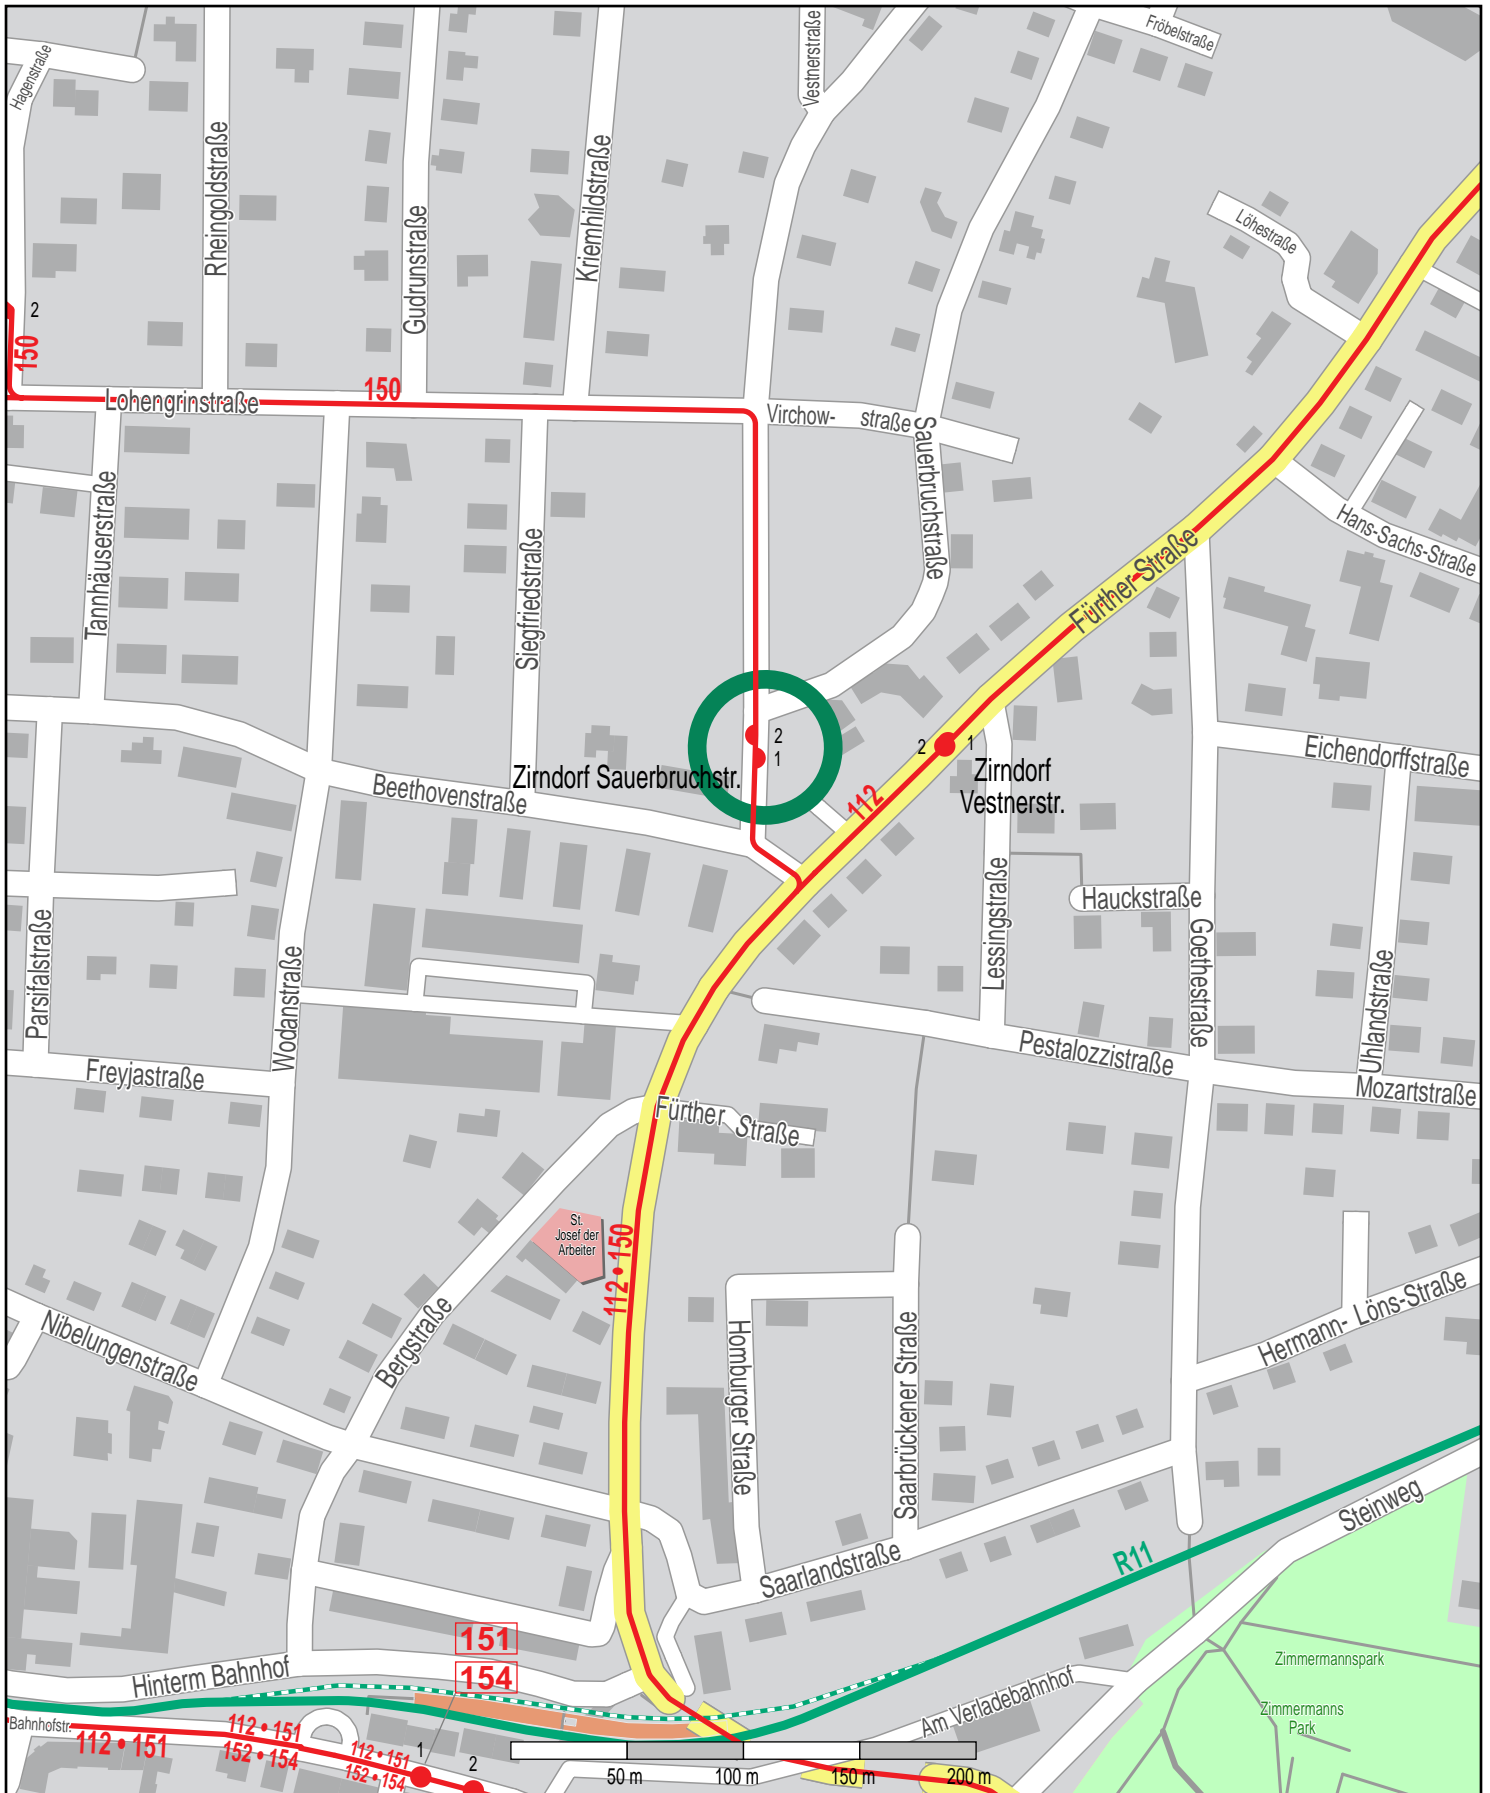 Hagenstraße
Rheingoldstraße
Gudrunstraße
Kriemhildstraße
Vestnerstraße
Fröbelstraße
Löhestraße
2
150
Lohengrinstraße
150
Virchow-
straße
Sauerbruchstraße
Hans-Sachs-Straße
Tannhäuserstraße
Siegfriedstraße
Fürther Straße
2
1
Zirndorf Sauerbruchstr.
2
1
Zirndorf
Vestnerstr.
Eichendorffstraße
Beethovenstraße
112
Hauckstraße
Lessingstraße
Goethestraße
Uhlandstraße
Parsifalstraße
Wodanstraße
Freyjastraße
Pestalozzistraße
Mozartstraße
Fürther Straße
St.
Josef der
Arbeiter
112 • 150
Nibelungenstraße
Bergstraße
Homburger Straße
Saarbrückener Straße
Hermann- Löns-Straße
Saarlandstraße
R11
Steinweg
151
154
Hinterm Bahnhof
Zimmermannspark
Zimmermanns
Park
Am Verladebahnhof
Bahnhofstr.
112 • 151
112 • 151
152 • 154
112 • 151
152 • 154
1
2
50 m
100 m
150 m
200 m